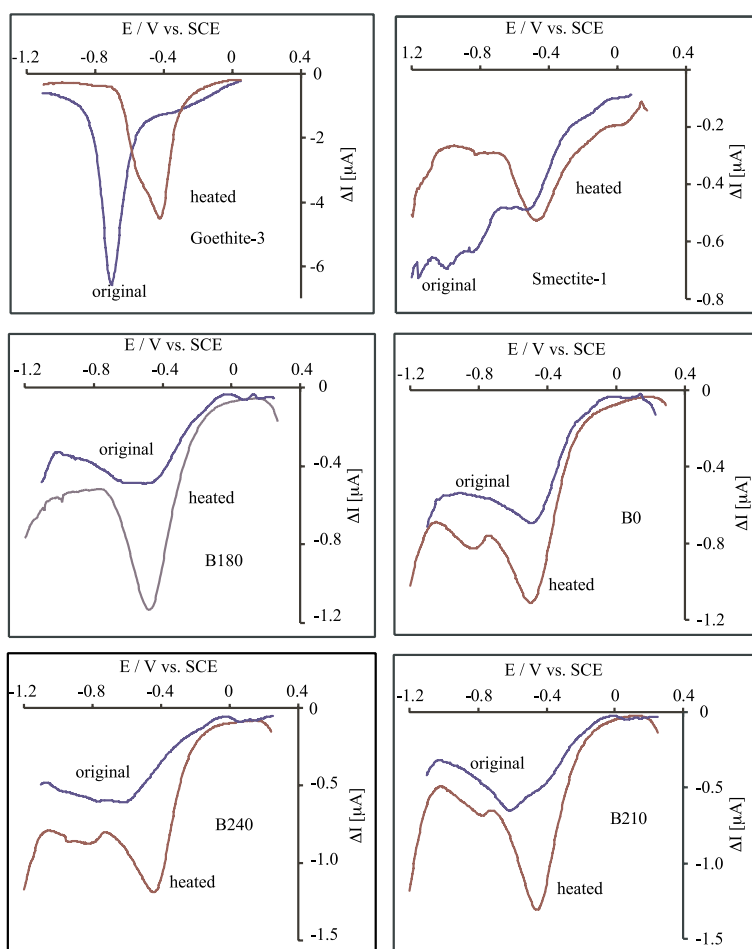 E / V vs. SCE
-1.2 -0.8 -0.4 0 0.4
0
-2
-4
-6
ΔI [µA]
heated
Goethite-3
original
E / V vs. SCE
1.2 -0.8 -0.4 0 0.4
-0.2
-0.4
-0.6
-0.8
ΔI [µA]
heated
original
Smectite-1
E / V vs. SCE
-1.2 -0.8 -0.4 0 0.4
0
-0.4
-0.8
-1.2
ΔI [µA]
original
heated
B180
E / V vs. SCE
1.2 -0.8 -0.4 0 0.4
0
-0.4
-0.8
-1.2
ΔI [µA]
original
B0
heated
E / V vs. SCE
-1.2 -0.8 -0.4 0 0.4
0
-0.5
-1.0
-1.5
ΔI [µA]
original
B240
heated
E / V vs. SCE
-1.2 -0.8 -0.4 0 0.4
0
-0.5
-1.0
-1.5
ΔI [µA]
original
B210
heated